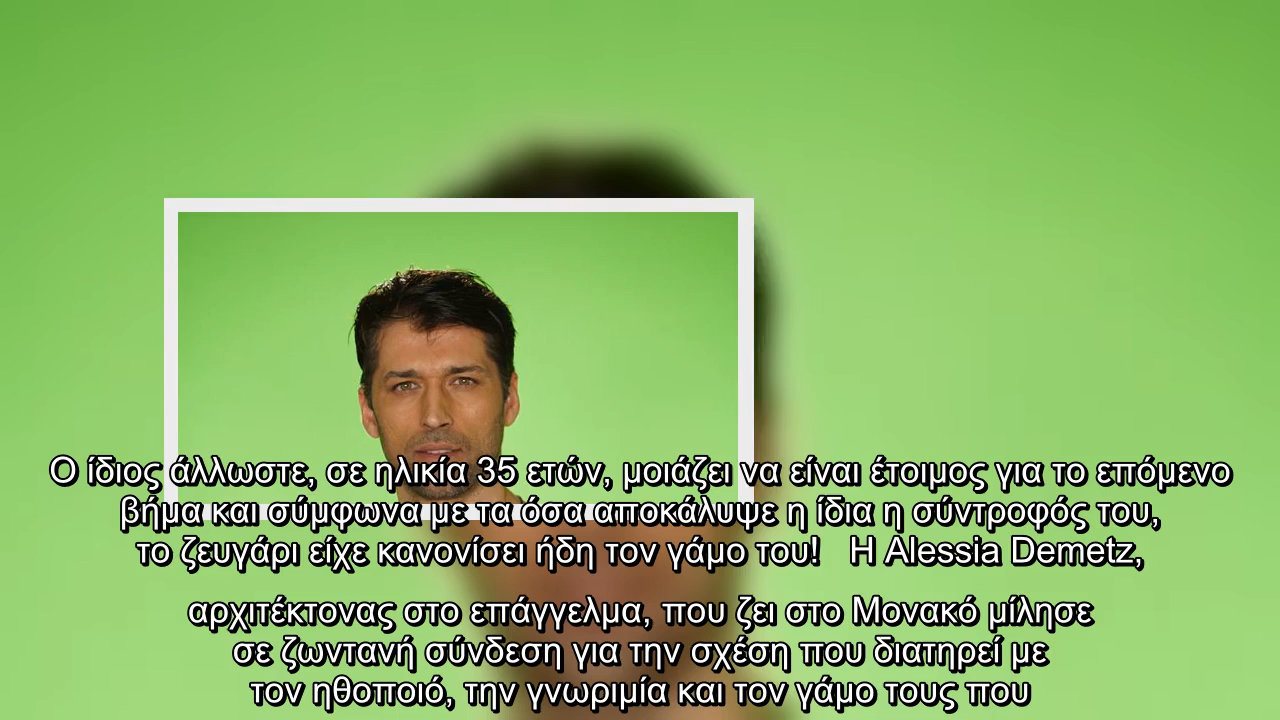 Ο ίδιος άλλωστε, σε ηλικία 35 ετών, μοιάζει να είναι έτοιμος για το επόμενο
βήμα και σύμφωνα με τα όσα αποκάλυψε η ίδια η σύντροφός του,
το ζευγάρι είχε κανονίσει ήδη τον γάμο του!   Η Alessia Demetz,
αρχιτέκτονας στο επάγγελμα, που ζει στο Μονακό μίλησε
σε ζωντανή σύνδεση για την σχέση που διατηρεί με
τον ηθοποιό, την γνωριμία και τον γάμο τους που